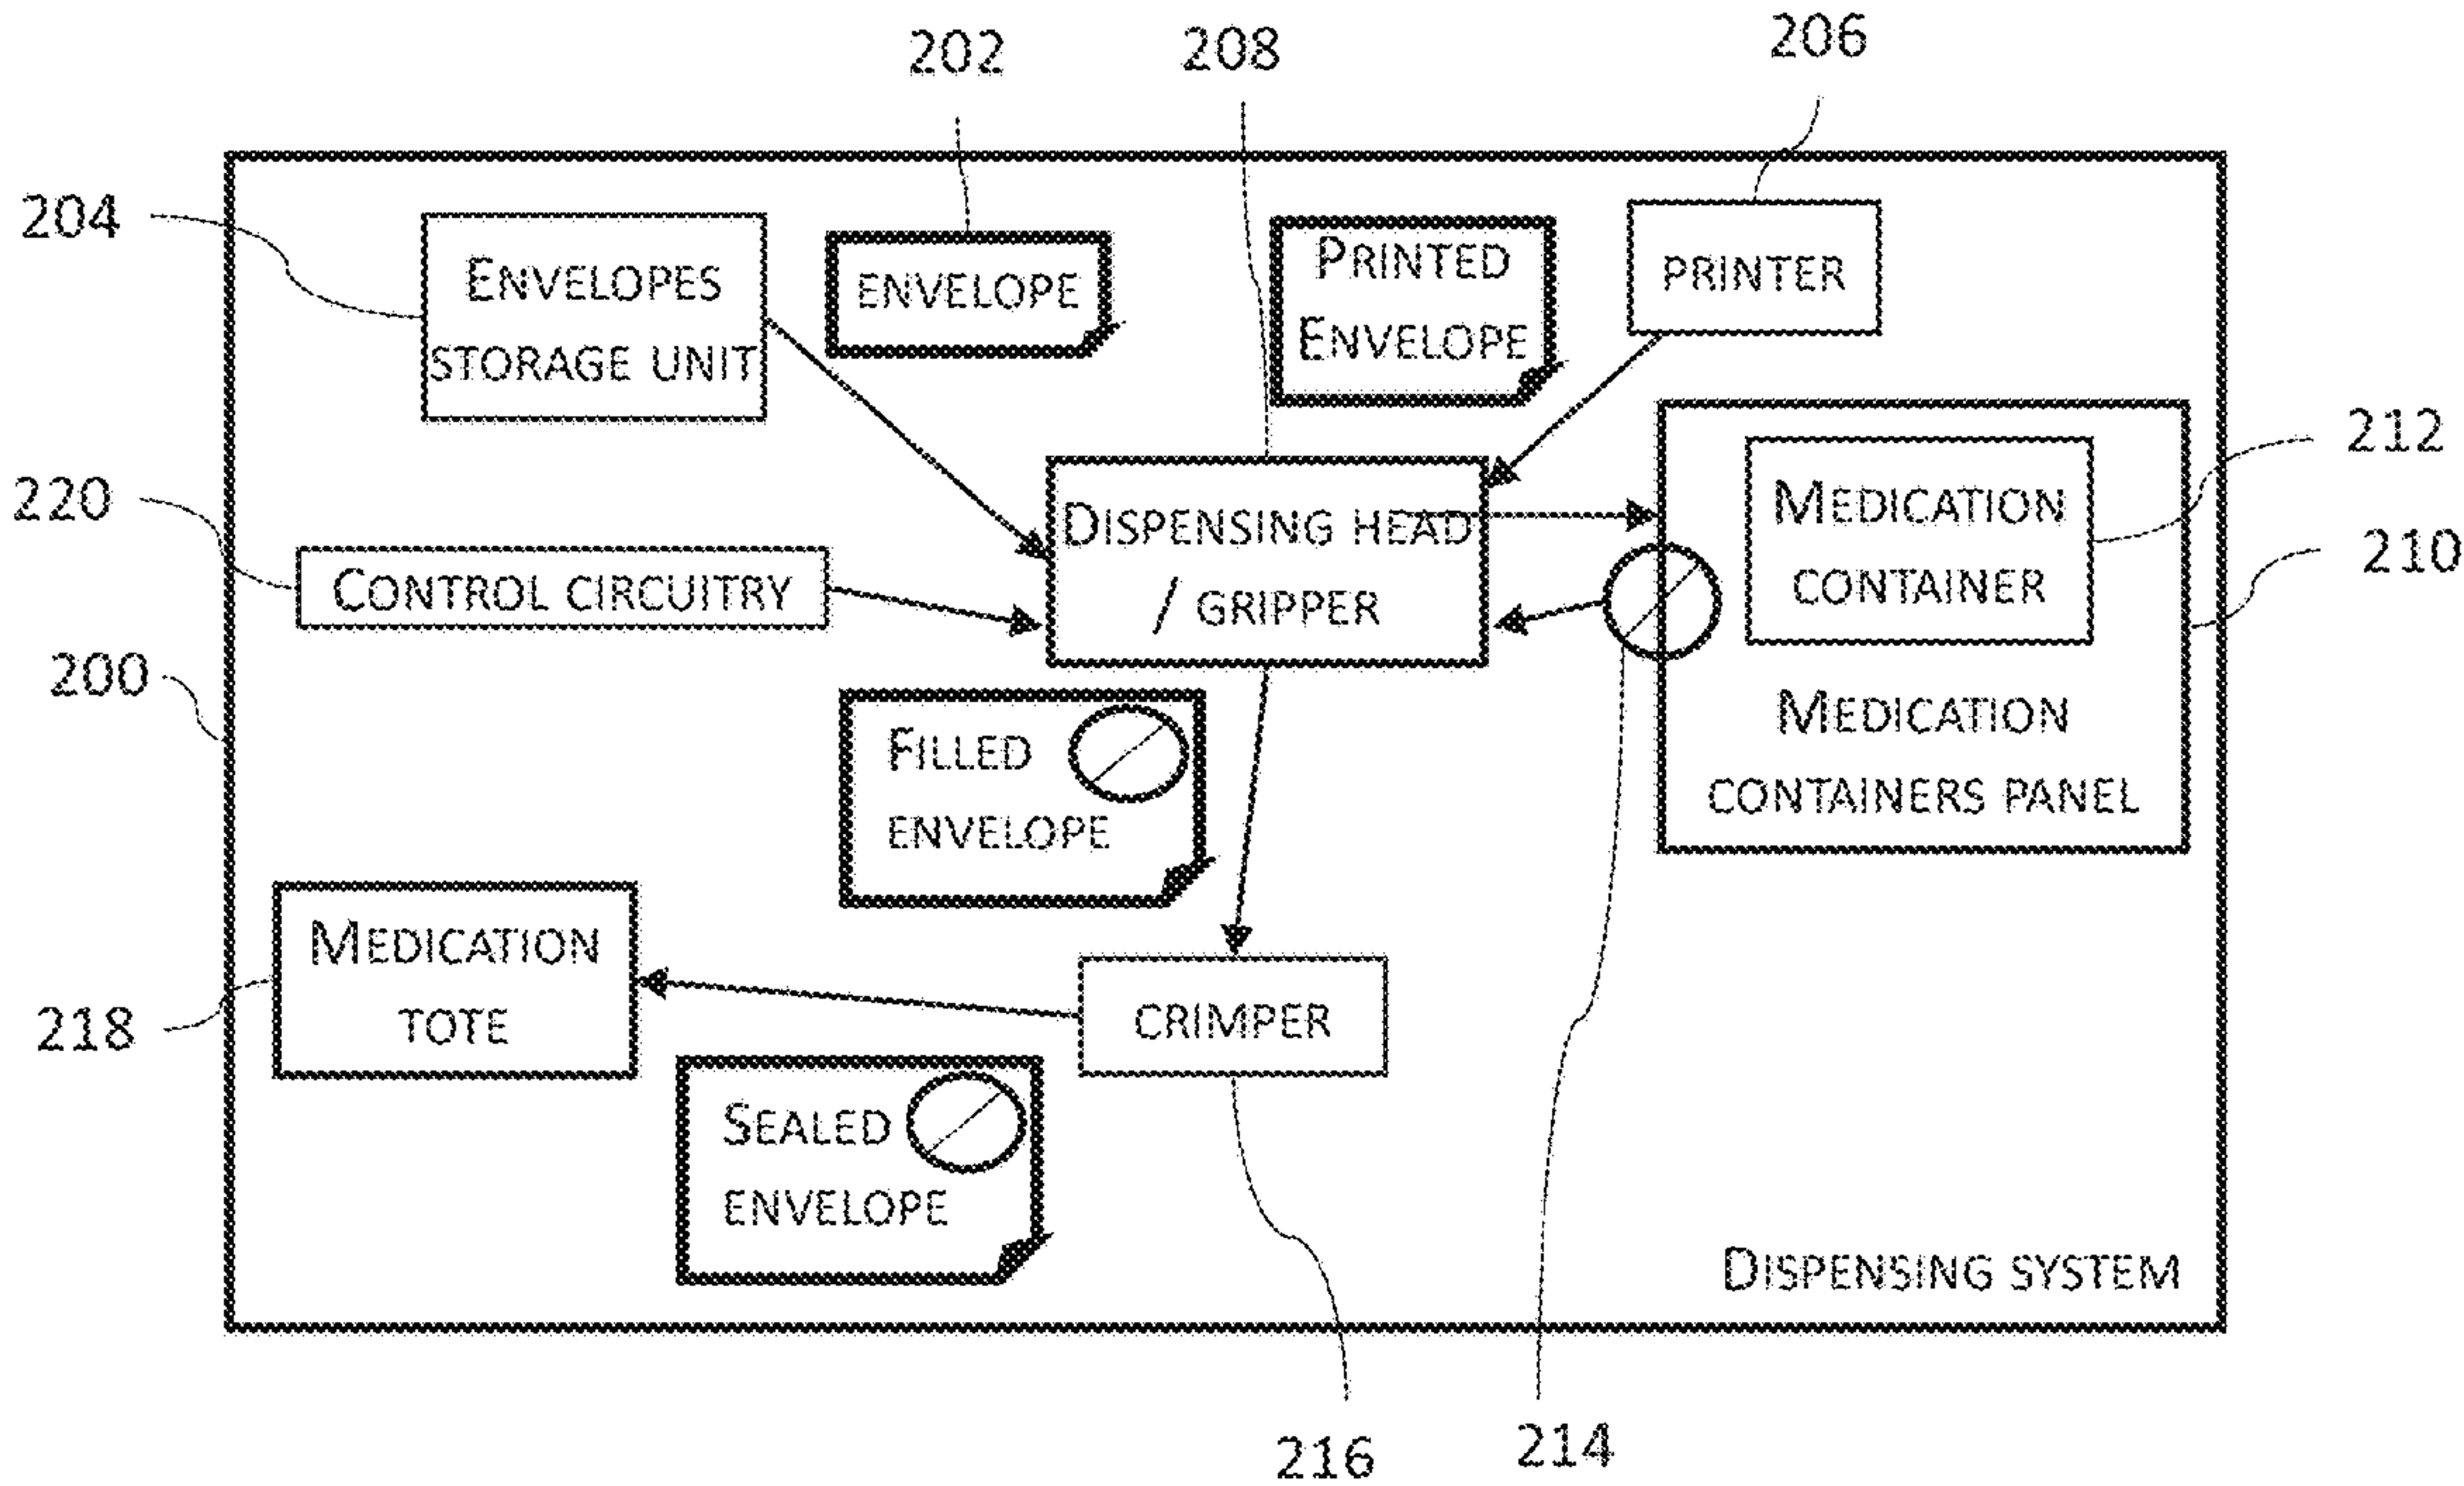 202
208
206
204
ENVELOPES
STORAGE UNIT
ENVELOPE
PRINTED
ENVELOPE
PRINTER
212
220
MEDICATION
CONTAINER
DISPENSING HEAD
/ GRIPPER
210
CONTROL CIRCUITRY
200
MEDICATION
CONTAINERS PANEL
FILLED
ENVELOPE
MEDICATION
TOTE
218
CRIMPER
SEALED
ENVELOPE
DISPENSING SYSTEM
216
214